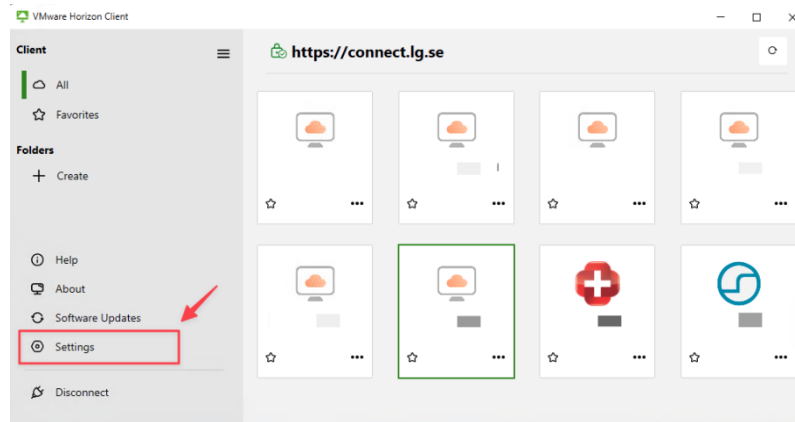 VMware Horizon Client
Client
https://connect.lg.se
All
Favorites
Folders
Create
Help
About
Software Updates
Settings
Disconnect